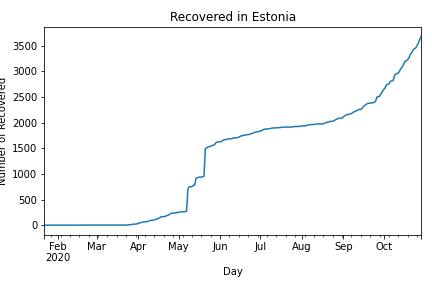 Recovered in Estonia
Number of Recovered
3500
3000
2500
2000
1500
1000
500
0
Feb Mar Apr May Jun Jul Aug Sep Oct
2020
Day